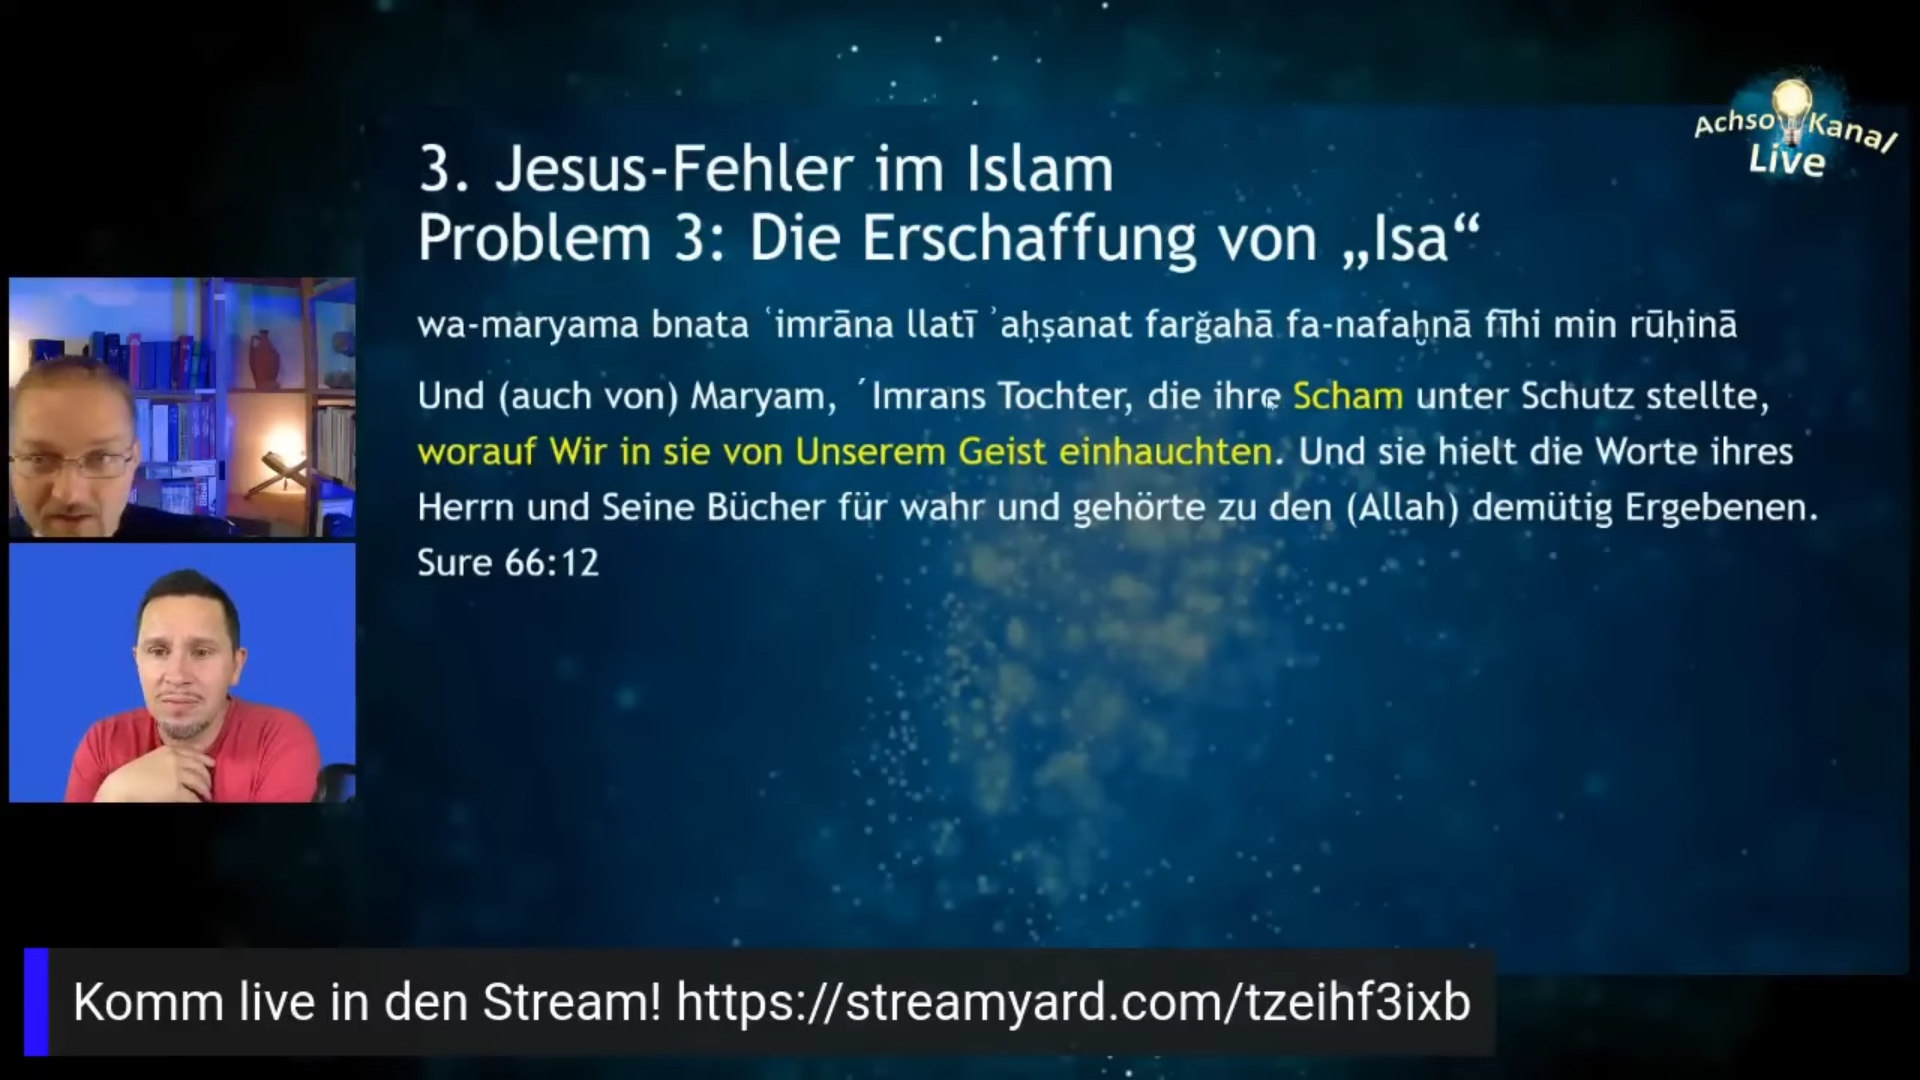 Achso Kanal
Live
3. Jesus-Fehler im Islam
Problem 3: Die Erschaffung von „Isa“
wa-maryama bnata ʿimrāna llatī ʾaḥṣanat farǧahā fa-nafaḫnā fīhi min rūḥinā
Und (auch von) Maryam, ´Imrans Tochter, die ihre Scham unter Schutz stellte,
worauf Wir in sie von Unserem Geist einhauchten. Und sie hielt die Worte ihres
Herrn und Seine Bücher für wahr und gehörte zu den (Allah) demütig Ergebenen.
Sure 66:12
Komm live in den Stream! https://streamyard.com/tzeihf3ixb